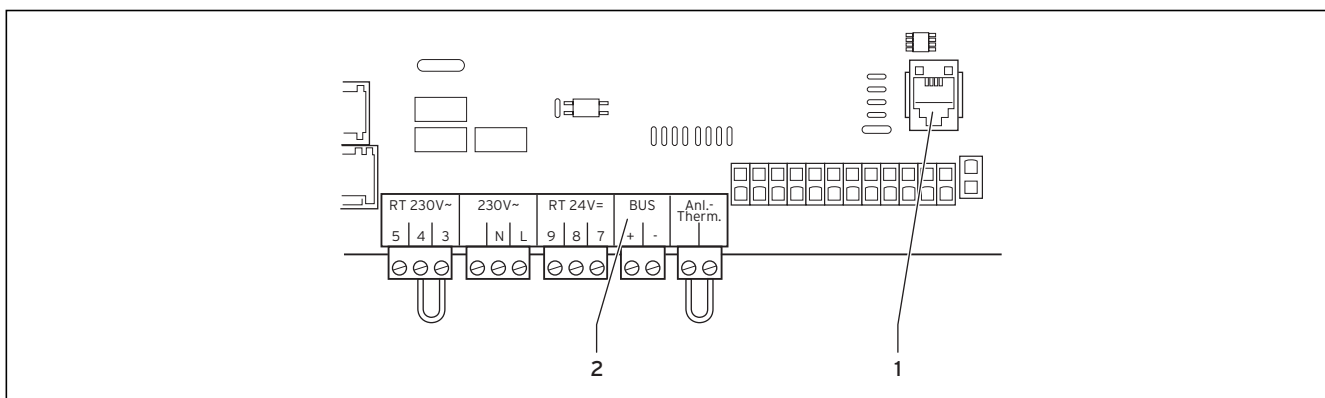 RT 230V~ 230V~ RT 24V= BUS Anl.-
Therm.
5 4 3 N L 9 8 7 + -
2 1